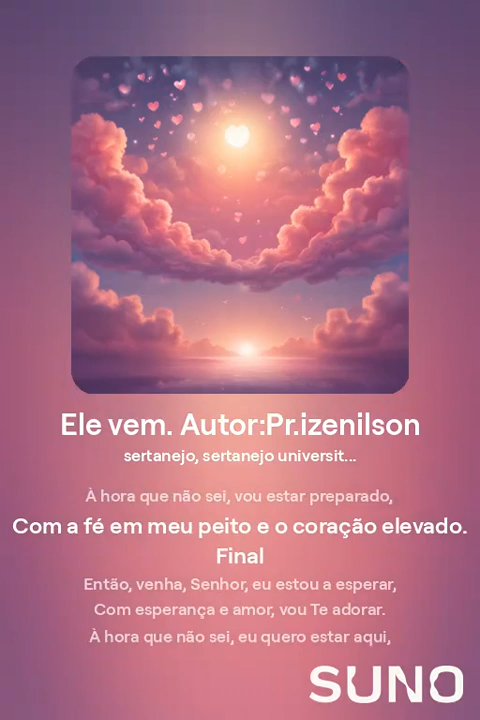 Ele vem. Autor:Pr.izenilson
sertanejo, sertanejo universit...
À hora que não sei, vou estar preparado,
Com a fé em meu peito e o coração elevado.
Final
Então, venha, Senhor, eu estou a esperar,
Com esperança e amor, vou Te adorar.
À hora que não sei, eu quero estar aqui,
SUNO